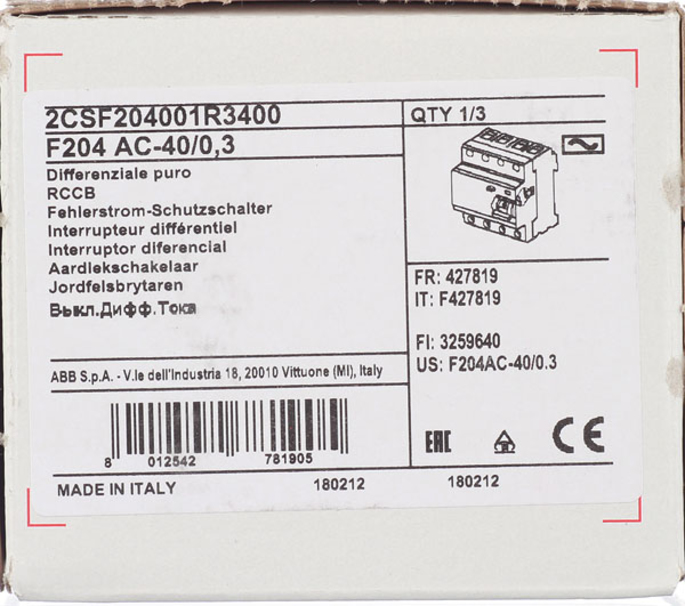 2CSF204001R3400
QTY 1/3
F204 AC-40/0,3
Differenziale puro
RCCB
Fehlerstrom-Schutzschalter
Interrupteur différentiel
Interruptor diferencial
Aardlekschakelaar
Jordfelsbrytaren
Выкл.Дифф.Тока
FR: 427819
IT: F427819
FI: 3259640
US: F204AC-40/0.3
ABB S.p.A. - V.le dell'Industria 18, 20010 Vittuone (MI), Italy
8 012542 781905
EAC
CE
MADE IN ITALY
180212
180212